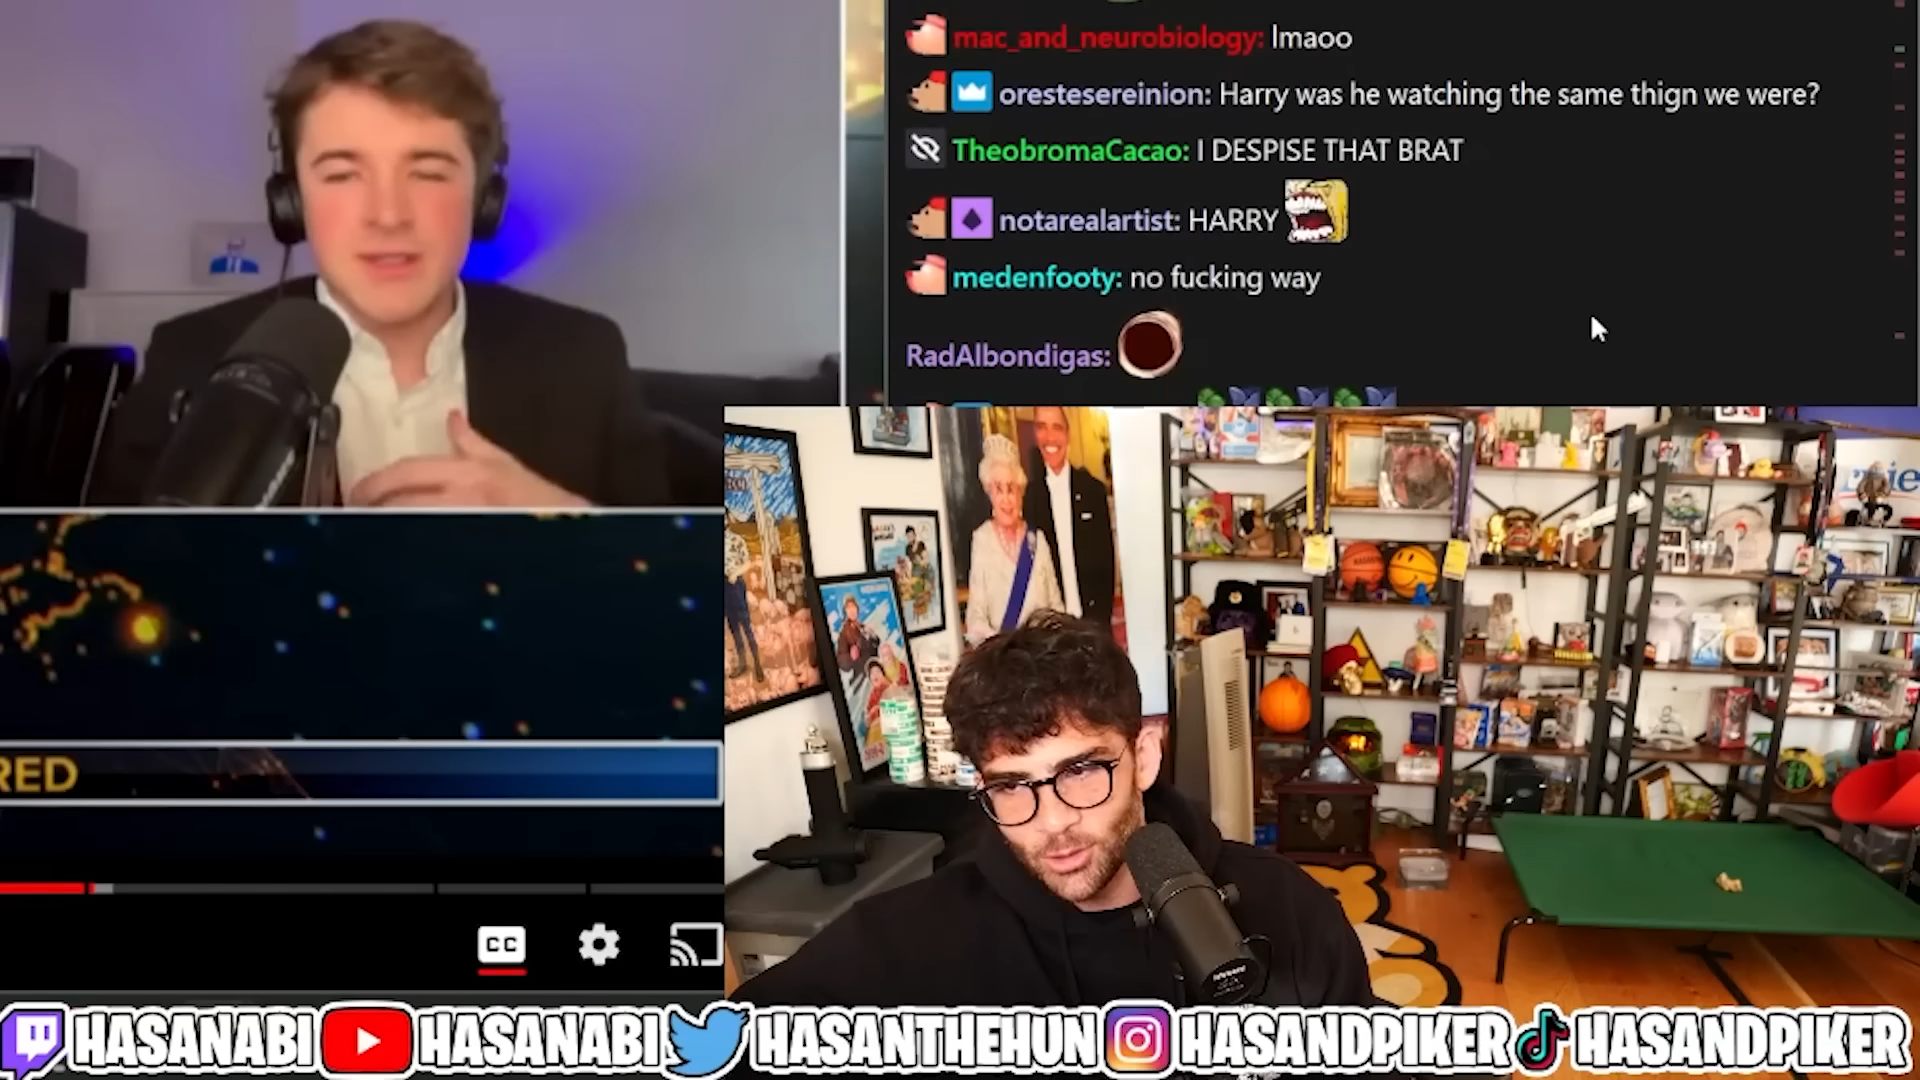 mac_and_neurobiology: lmaoo
orestesereinion: Harry was he watching the same thign we were?
TheobromaCacao: I DESPISE THAT BRAT
notarealartist: HARRY
medenfooty: no fucking way
RadAlbondigas:
RED
CC
HASANABI HASANABI HASANTHEHUN HASANDPIKER HASANDPIKER